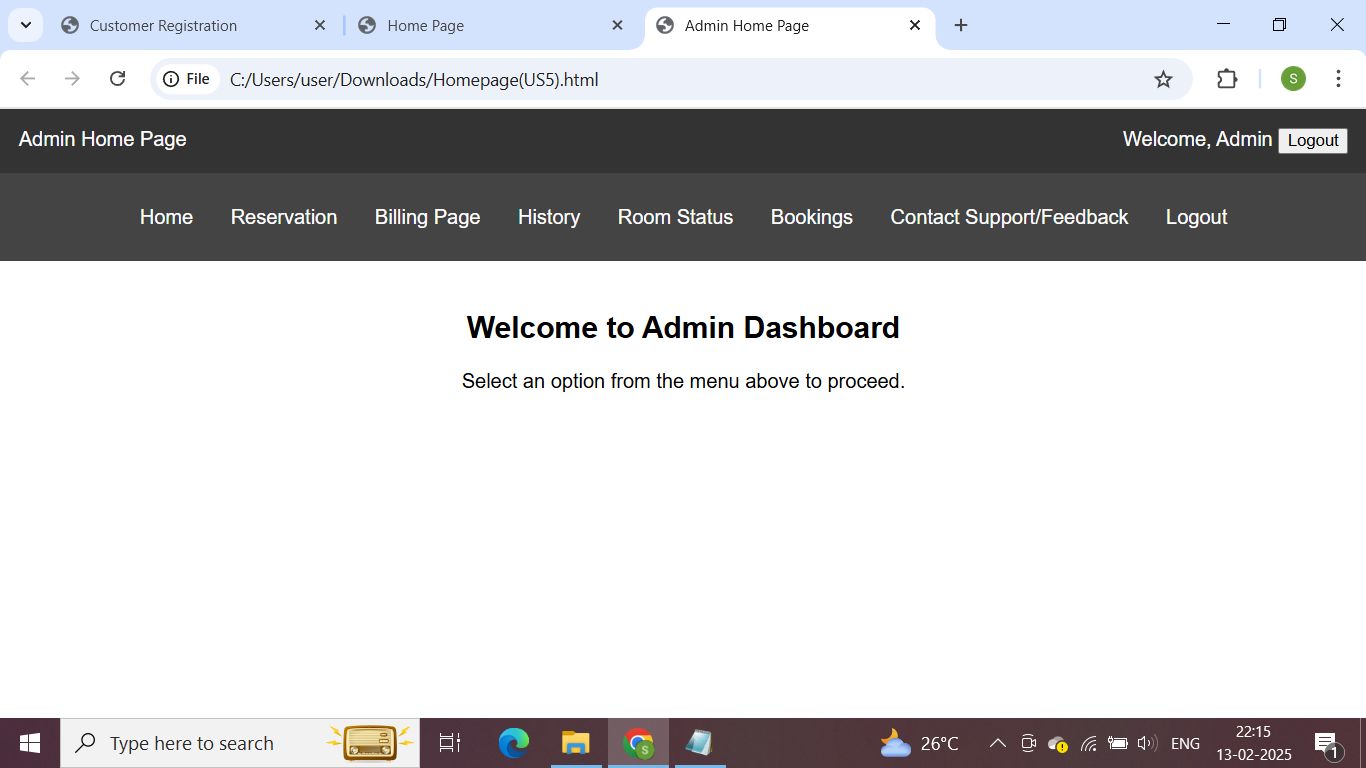 Customer Registration
Home Page
Admin Home Page
File
C:/Users/user/Downloads/Homepage(US5).html
S
Admin Home Page
Welcome, Admin Logout
Home Reservation Billing Page History Room Status Bookings Contact Support/Feedback Logout
Welcome to Admin Dashboard
Select an option from the menu above to proceed.
Type here to search
S
26°C
ENG
22:15
13-02-2025
1